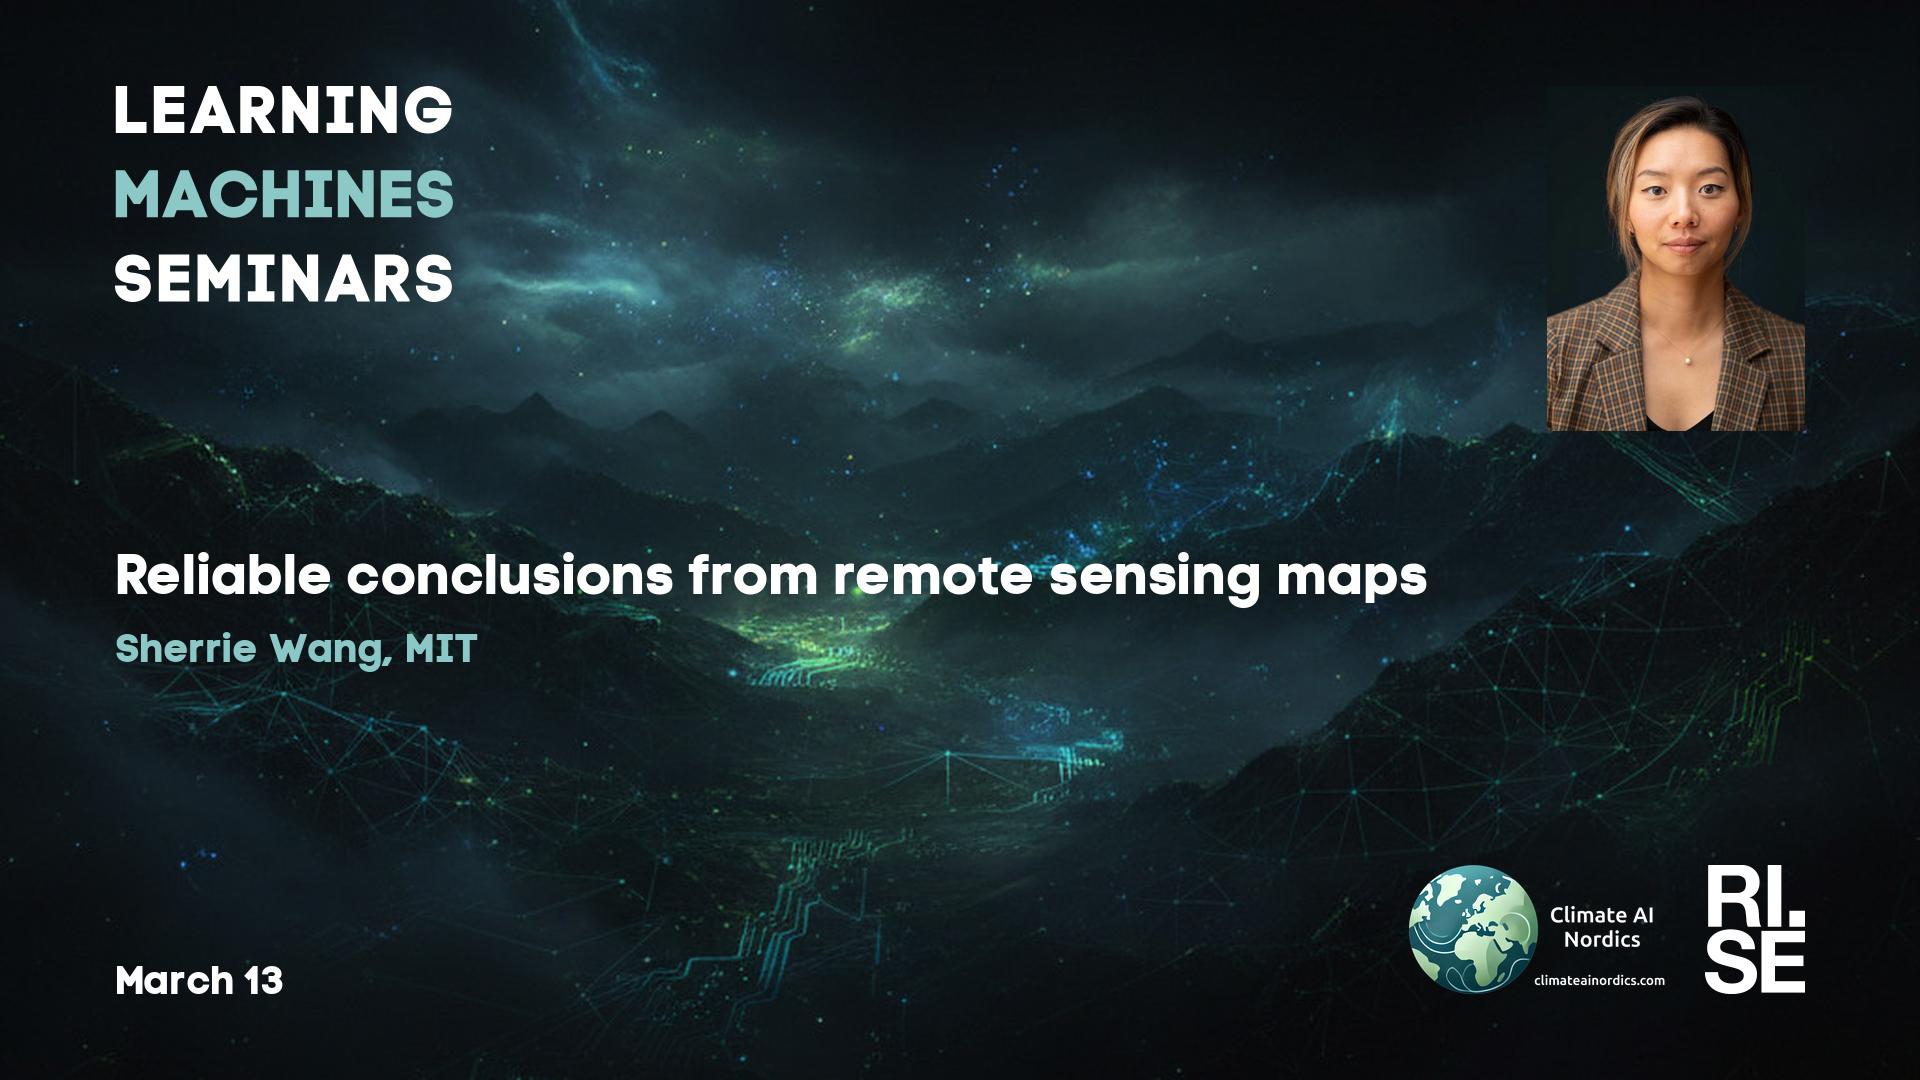 LEARNING
MACHINES
SEMINARS
Reliable conclusions from remote sensing maps
Sherrie Wang, MIT
March 13
Climate AI
Nordics
climateainordics.com
RI.
SE